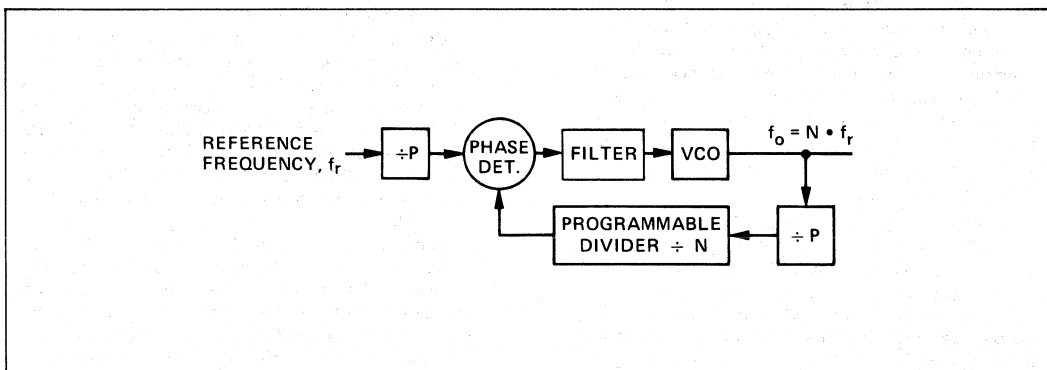 REFERENCE
FREQUENCY, fr
÷P
PHASE
DET.
FILTER
VCO
fo = N • fr
PROGRAMMABLE
DIVIDER ÷ N
÷ P